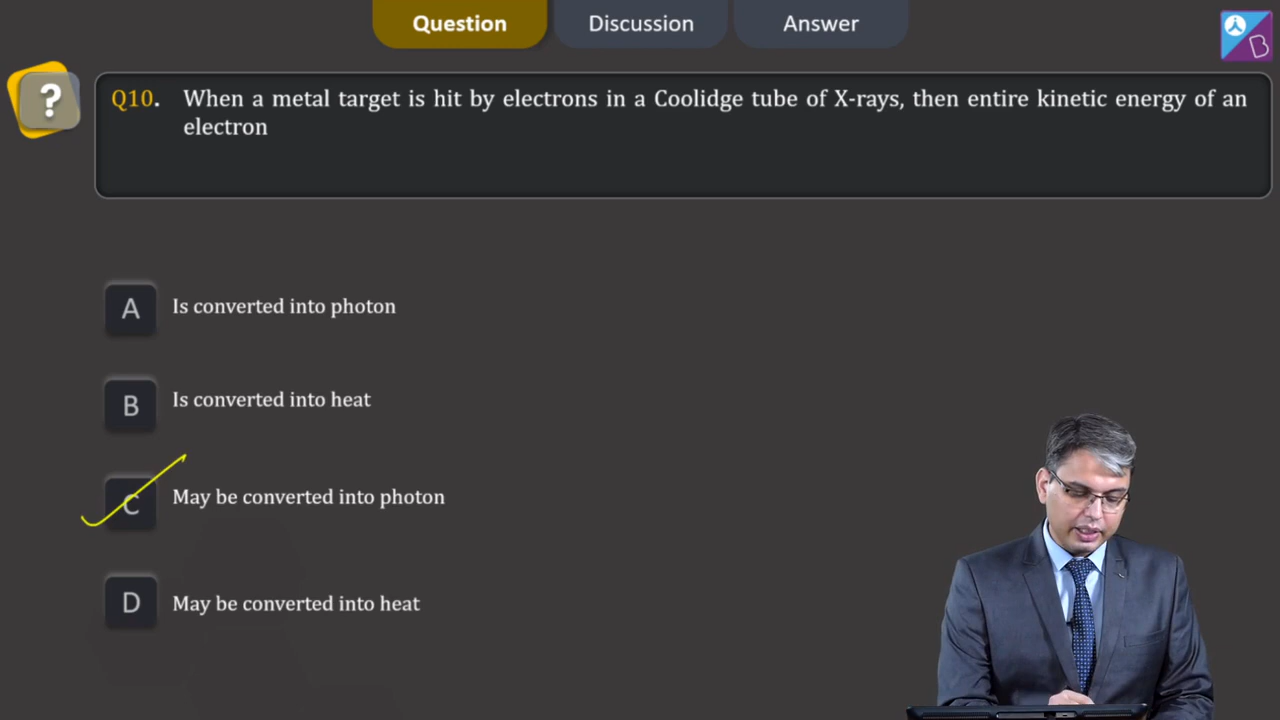 Question
Discussion
Answer
B
?
Q10. When a metal target is hit by electrons in a Coolidge tube of X-rays, then entire kinetic energy of an
electron
A Is converted into photon
B Is converted into heat
C May be converted into photon
D May be converted into heat